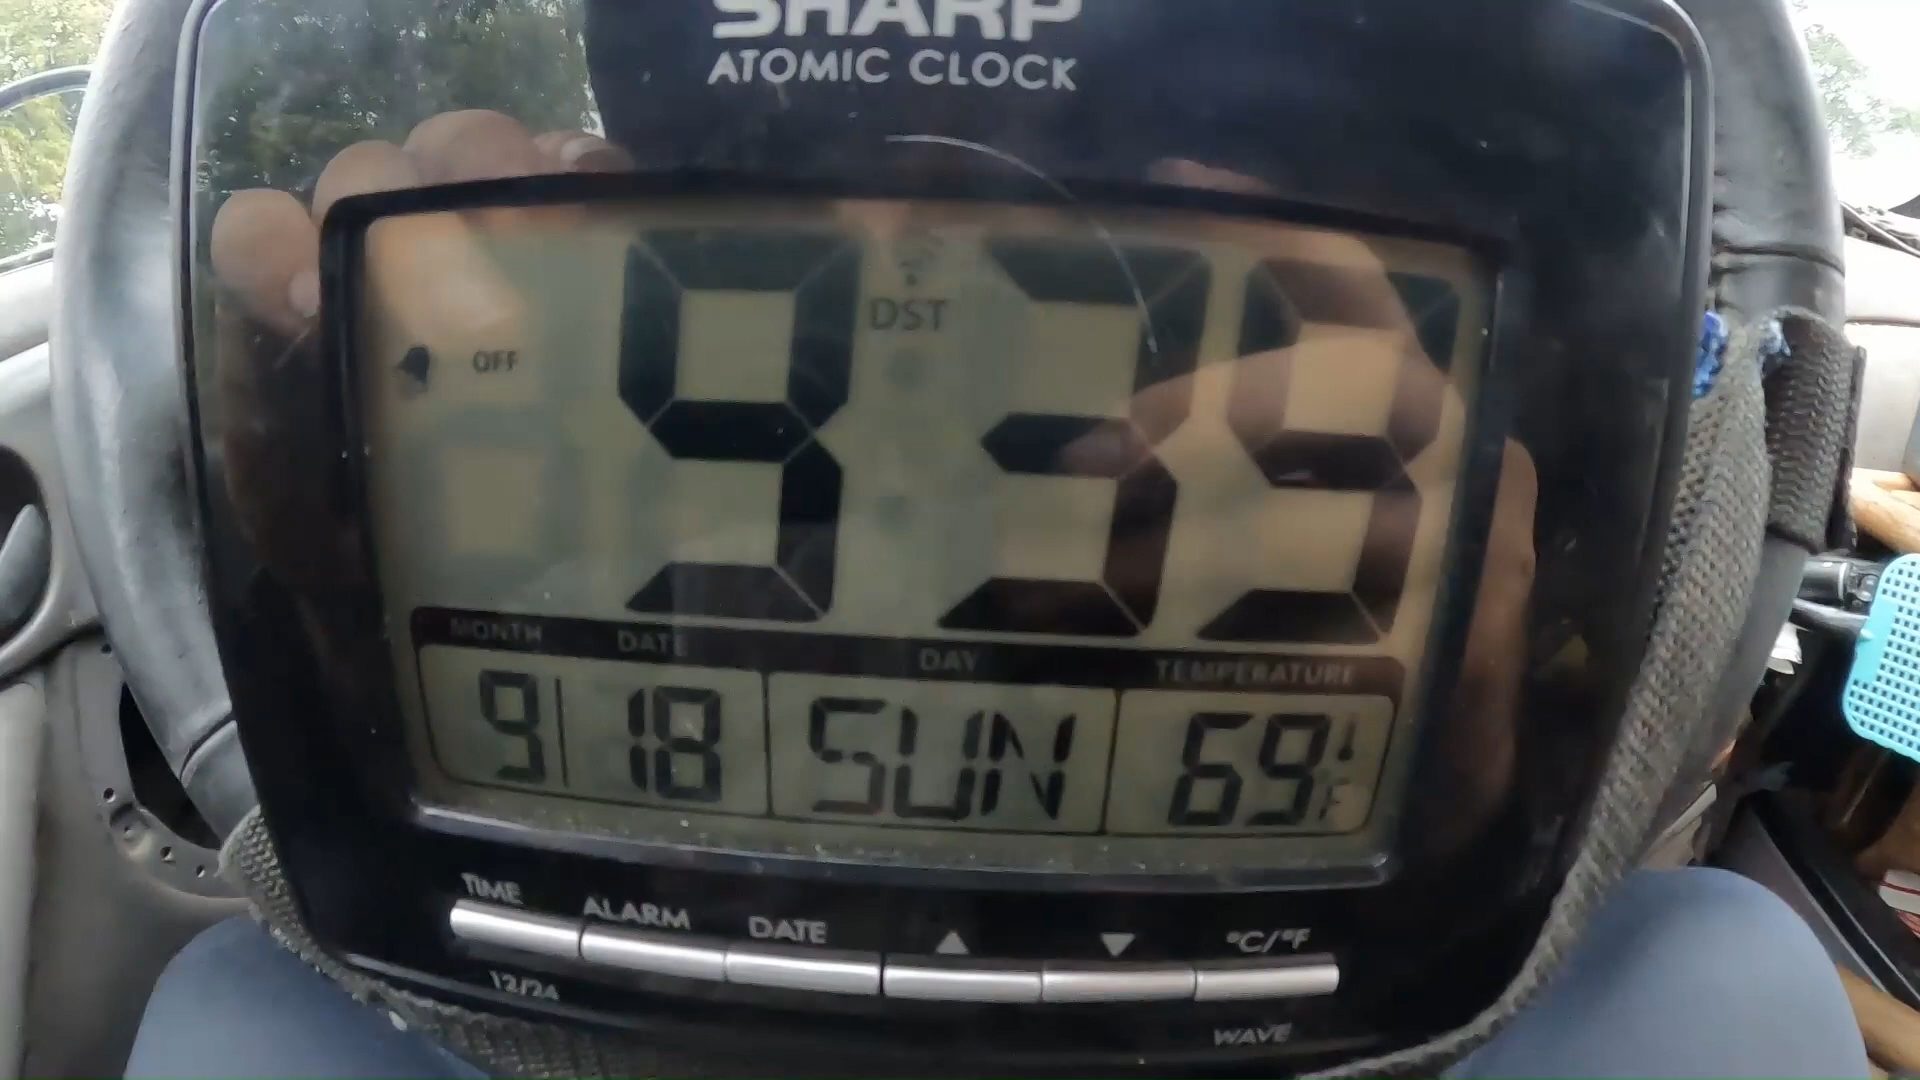 SHARP
ATOMIC CLOCK
DST
OFF
9 39
MONTH DATE DAY TEMPERATURE
9 18 SUN 69 F
TIME ALARM DATE ▲ ▼ °C/°F
12/24 WAVE